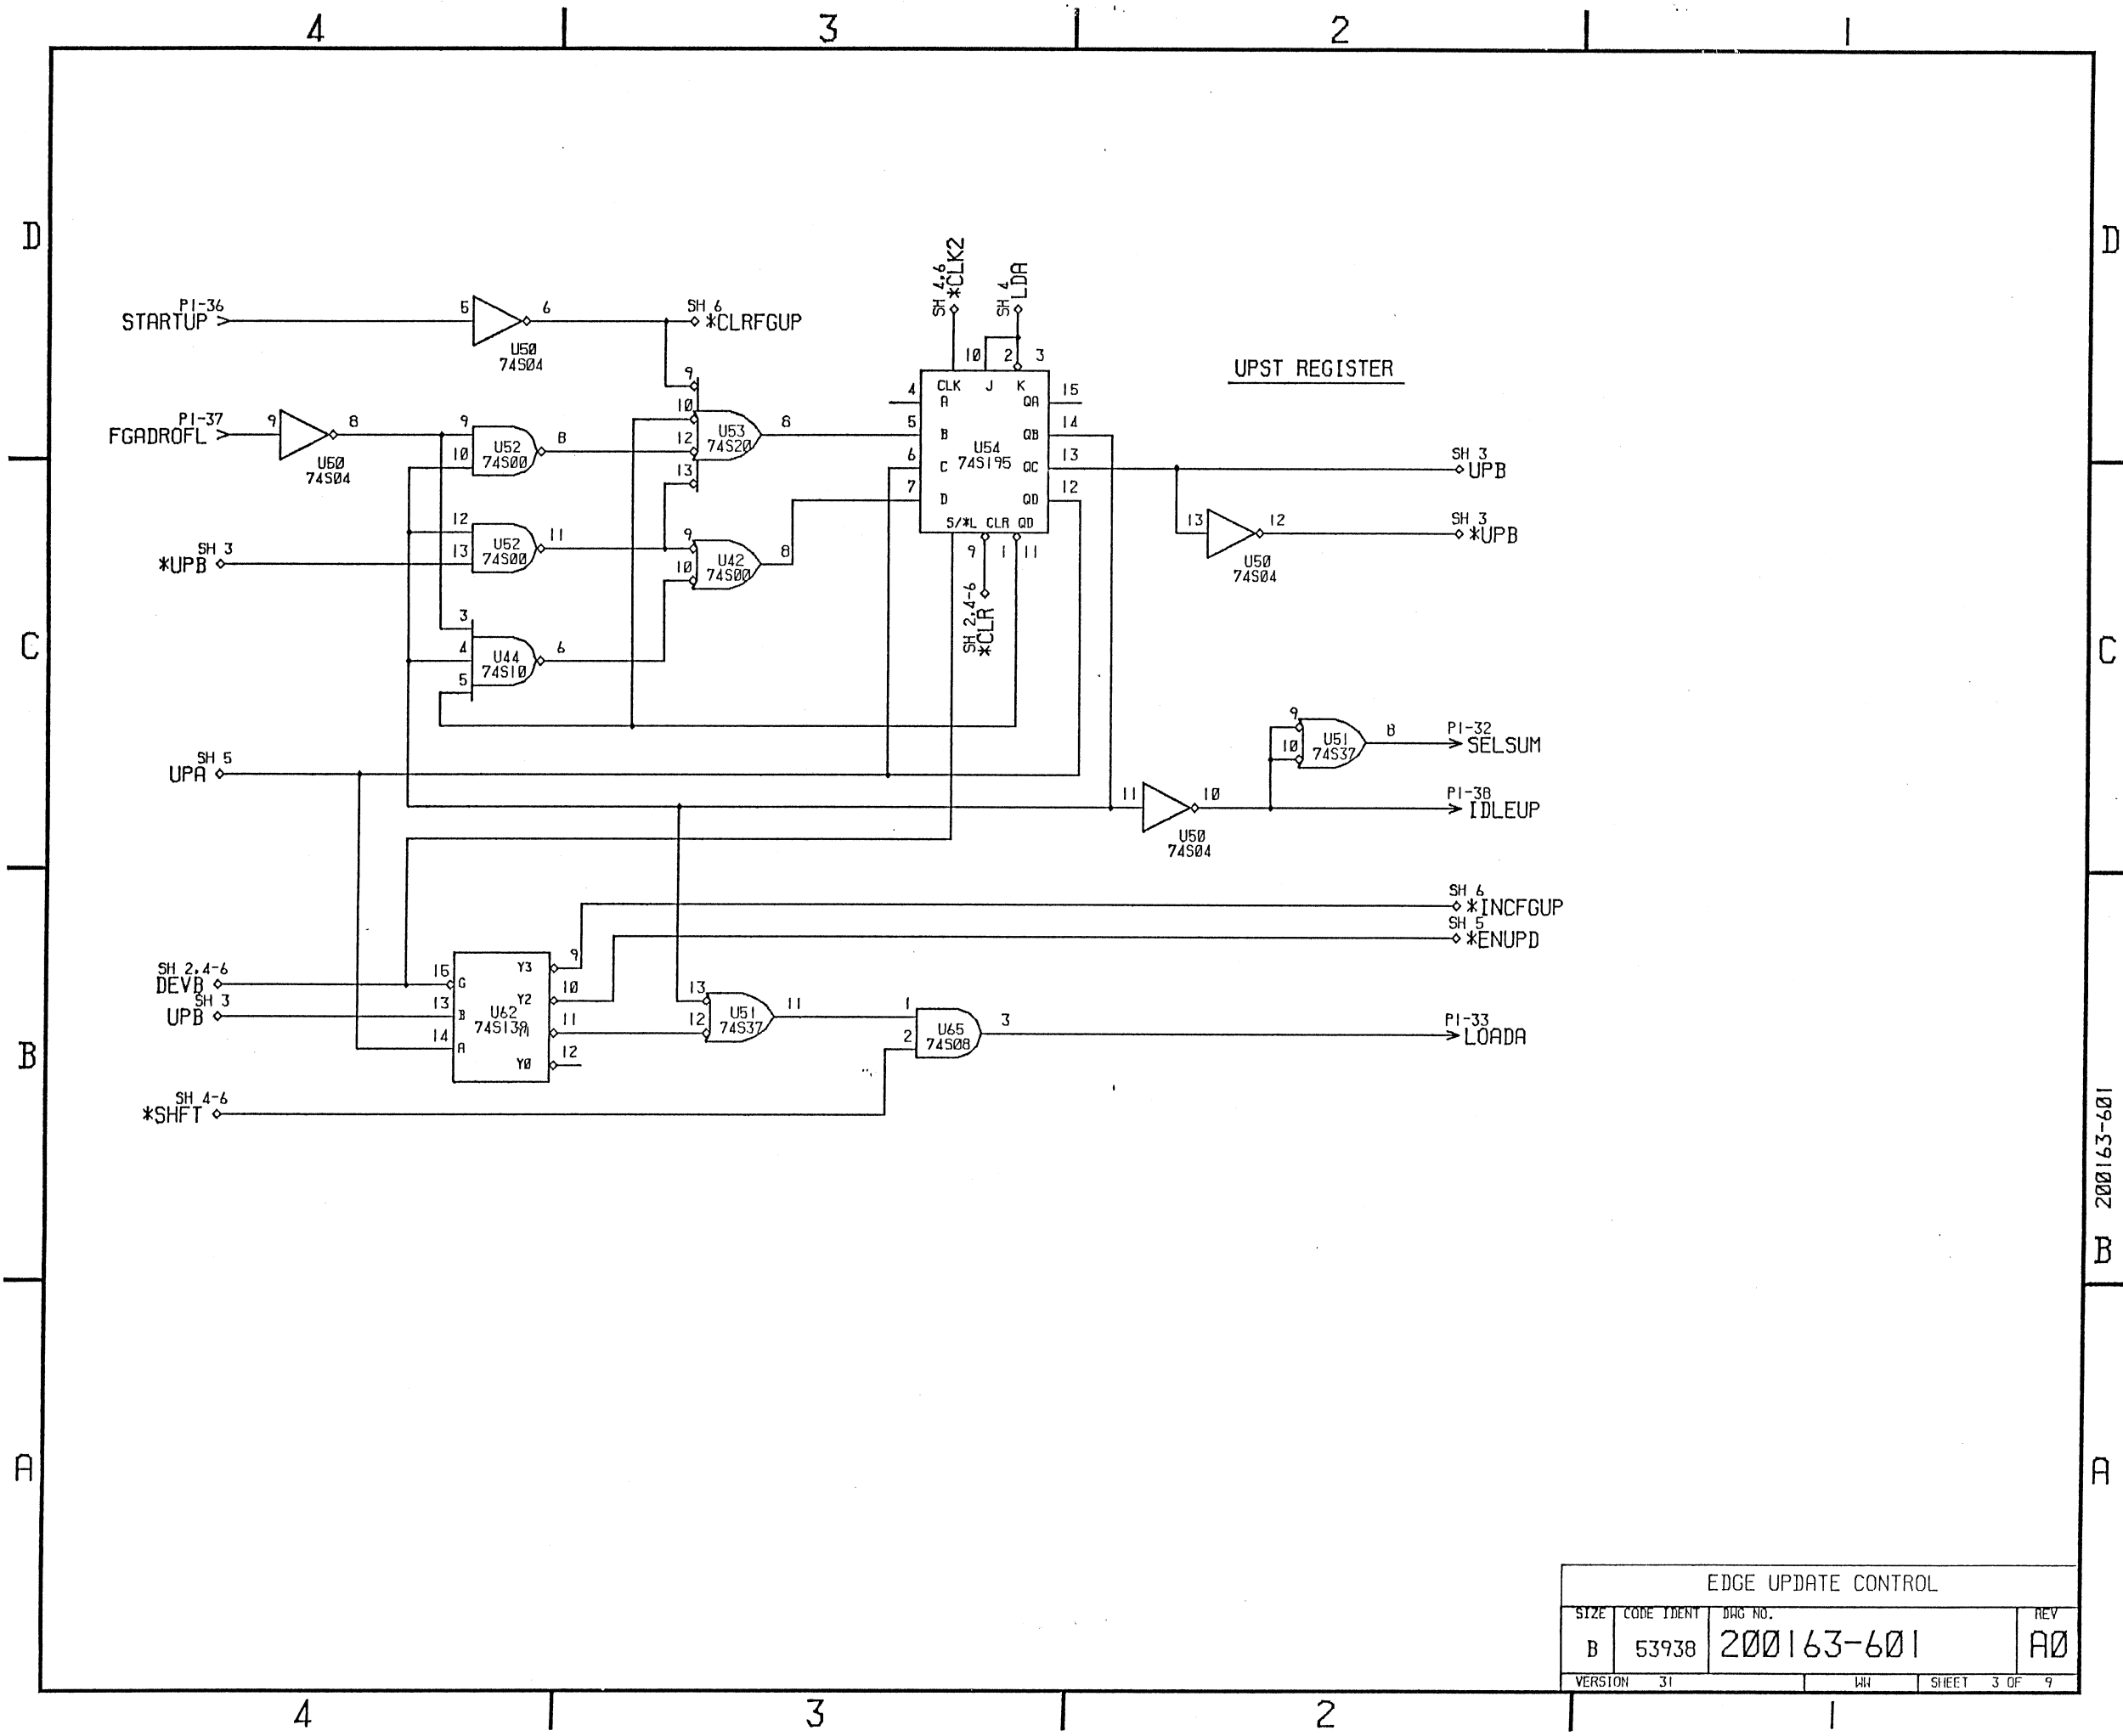 4 3 2 1
D D
C C
B B
A A
P1-36
STARTUP
5 6
U50
74S04
SH 6
*CLRFGUP
P1-37
FGADROFL
9 8
U60
74S04
9
10
U52
74S00
8
SH 3
*UPB
12
13
U52
74S00
11
3
4
5
U44
74S10
6
9
10
12
13
U53
74S20
8
9
10
U42
74S00
8
SH 4,6
*CLK2
SH 4
LDA
10 2 3
CLK J K
4 A QA 15
5 B QB 14
6 C QC 13
7 D QD 12
U54
74S195
S/*L CLR QD
9 1 11
SH 2,4-6
*CLR
UPST REGISTER
SH 3
UPB
13 12
U50
74S04
SH 3
*UPB
SH 5
UPA
9
10
U51
74S37
8
P1-32
SELSUM
11 10
U50
74S04
P1-38
IDLEUP
SH 6
*INCFGUP
SH 5
*ENUPD
SH 2,4-6
DEVB
SH 3
UPB
15 G
13 B
14 A
U62
74S139
Y3 9
Y2 10
Y1 11
Y0 12
13
12
U51
74S37
11
1
2
U65
74S08
3
P1-33
LOADA
SH 4-6
*SHFT
200163-601
B
EDGE UPDATE CONTROL
SIZE CODE IDENT DWG NO. REV
B 53938 200163-601 A0
VERSION 31 WW SHEET 3 OF 9
4 3 2 1